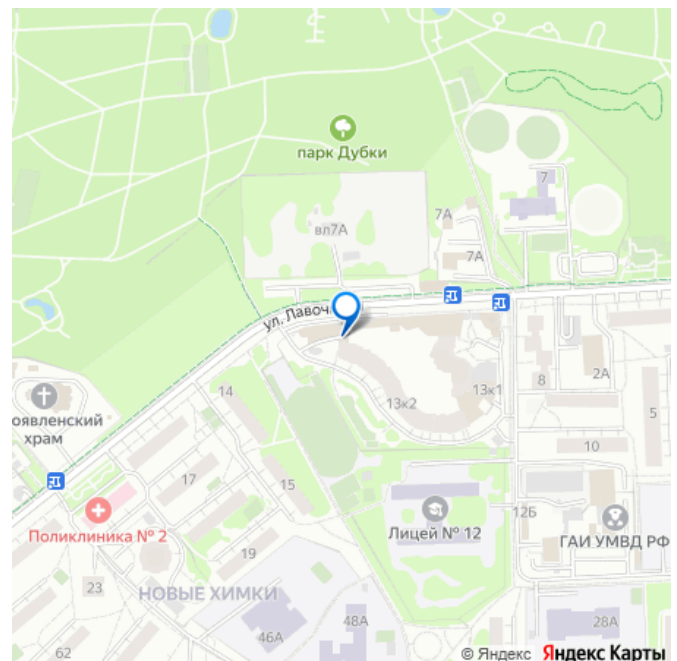 парк Дубки
7
7А
вл7А
7А
ул. Лавоч
14
13к2
13к1
8
2А
5
оявленский
храм
10
17
15
Лицей № 12
12Б
ГАИ УМВД РФ
Поликлиника № 2
19
23
НОВЫЕ ХИМКИ
46А
48А
28А
62
© Яндекс Яндекс Карты